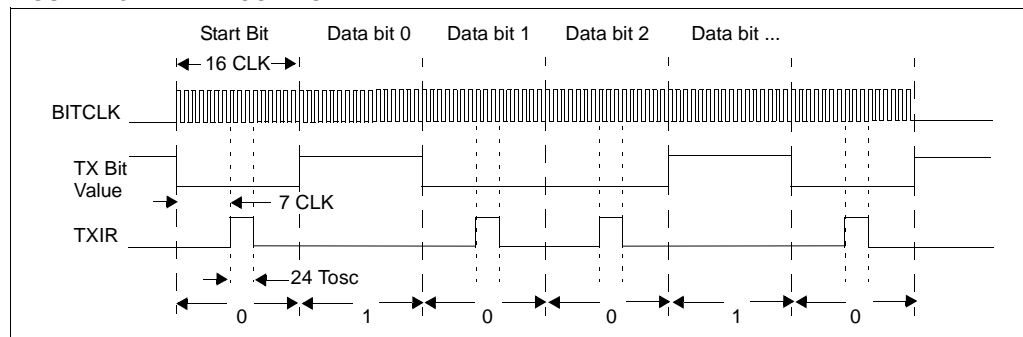 Start Bit Data bit 0 Data bit 1 Data bit 2 Data bit ...
16 CLK
BITCLK
TX Bit
Value
7 CLK
TXIR
24 Tosc
0 1 0 0 1 0